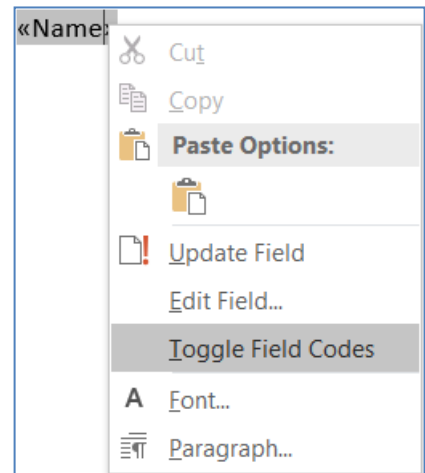 «Name»
Cut
Copy
Paste Options:
Update Field
Edit Field...
Toggle Field Codes
Font...
Paragraph...